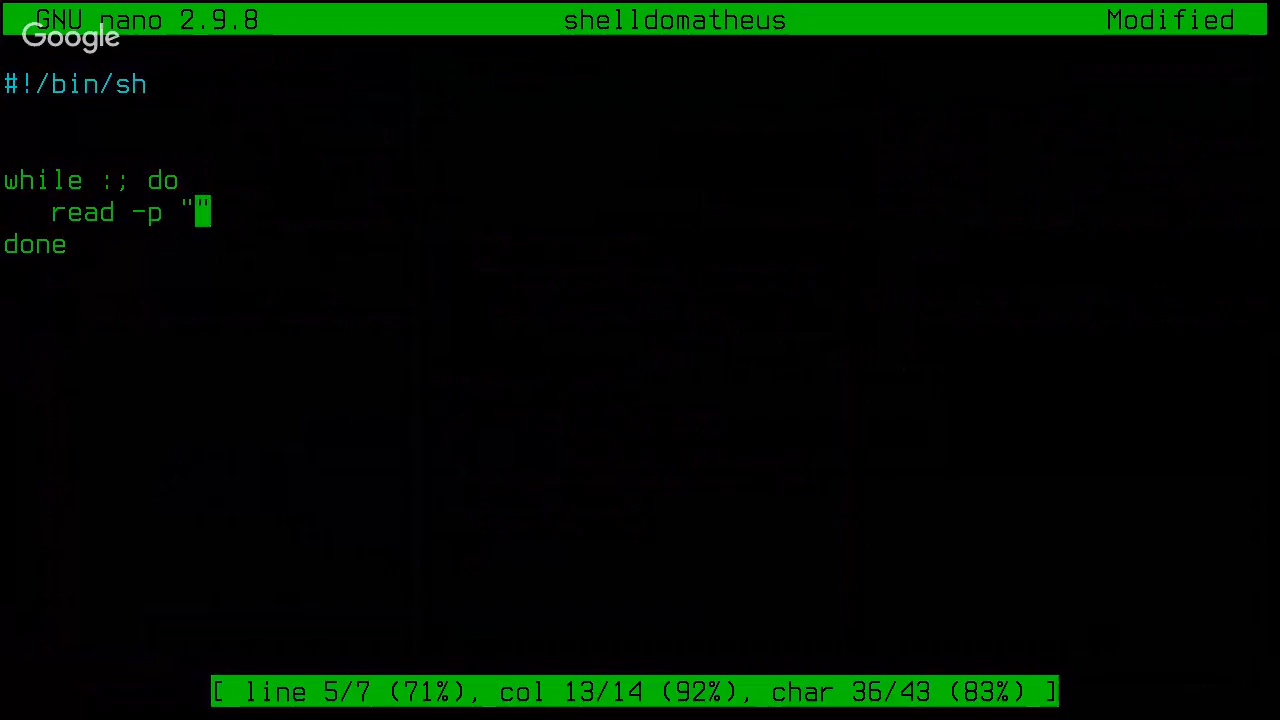 GNU nano 2.9.8 shelldomatheus Modified
Google
#!/bin/sh
while :; do
read -p ""
done
[ line 5/7 (71%), col 13/14 (92%), char 36/43 (83%) ]